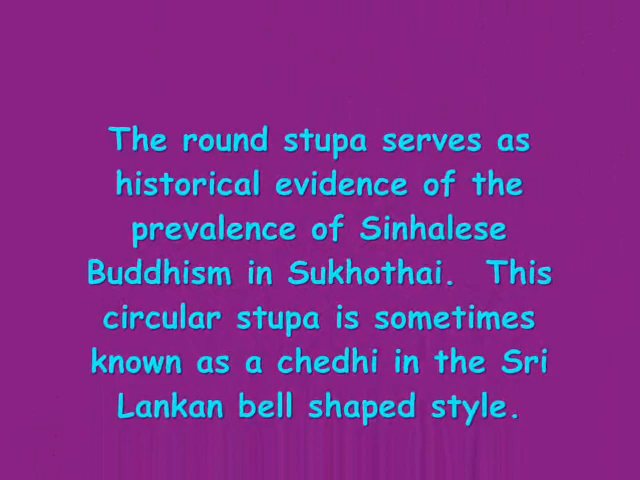 The round stupa serves as
historical evidence of the
prevalence of Sinhalese
Buddhism in Sukhothai.  This
circular stupa is sometimes
known as a chedhi in the Sri
Lankan bell shaped style.